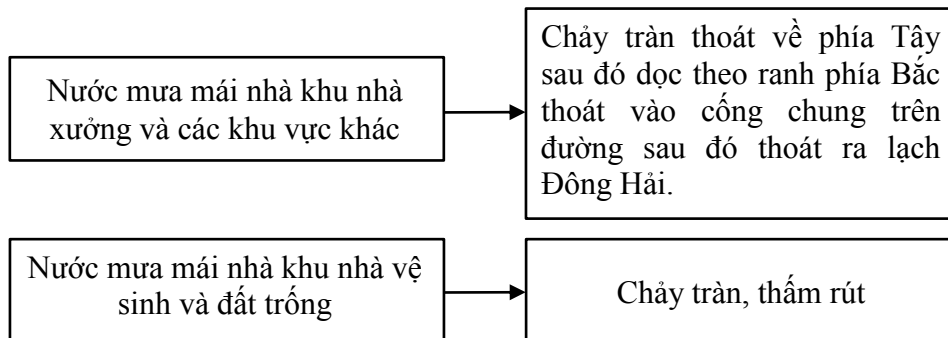 Nước mưa mái nhà khu nhà
xưởng và các khu vực khác
Chảy tràn thoát về phía Tây
sau đó dọc theo ranh phía Bắc
thoát vào cống chung trên
đường sau đó thoát ra lạch
Đông Hải.
Nước mưa mái nhà khu nhà vệ
sinh và đất trống
Chảy tràn, thấm rút